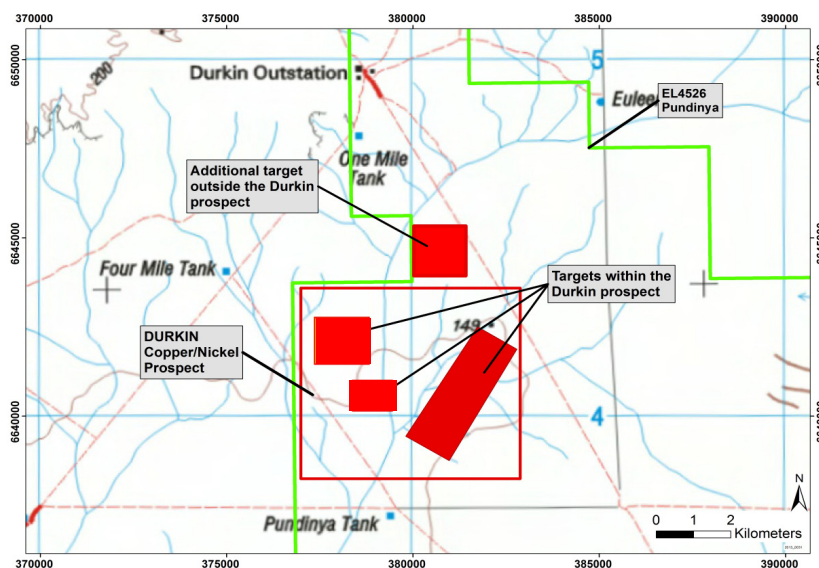 370000 375000 380000 385000 390000
6650000
200
Durkin Outstation
5
EL4526
Pundinya
One Mile
Tank
Additional target
outside the Durkin
prospect
6645000
Four Mile Tank
Targets within the
Durkin prospect
149
DURKIN
Copper/Nickel
Prospect
6640000
4
N
Pundinya Tank
0 1 2
Kilometers
370000 375000 380000 385000 390000